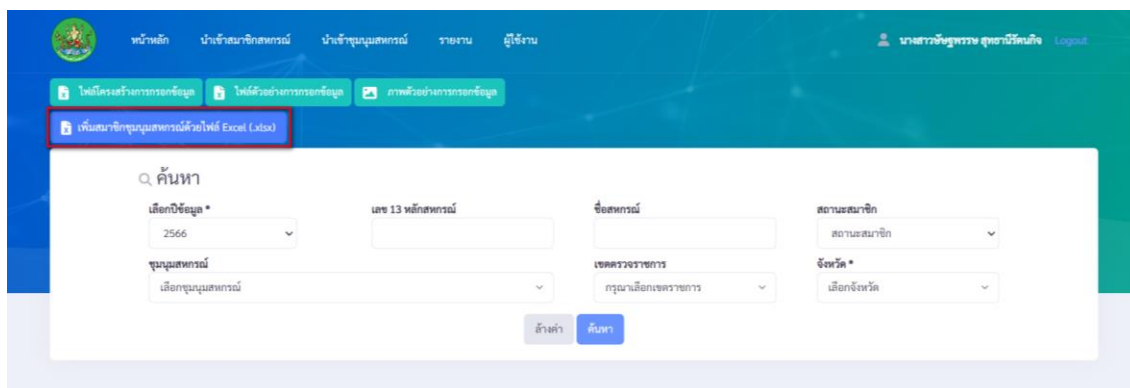 หน้าหลัก นำเข้าสมาชิกสหกรณ์ นำเข้าชุมนุมสหกรณ์ รายงาน ผู้ใช้งาน Logout
ไฟล์โครงสร้างการกรอกข้อมูล ไฟล์ตัวอย่างการกรอกข้อมูล ภาพตัวอย่างการกรอกข้อมูล
เพิ่มสมาชิกชุมนุมสหกรณ์ด้วยไฟล์ Excel (.xlsx)
ค้นหา
เลือกปีข้อมูล * เลข 13 หลักสหกรณ์ ชื่อสหกรณ์ สถานะสมาชิก
2566 สถานะสมาชิก
ชุมนุมสหกรณ์ เขตตรวจราชการ จังหวัด *
เลือกชุมนุมสหกรณ์ กรุณาเลือกเขตราชการ เลือกจังหวัด
ล้างค่า ค้นหา